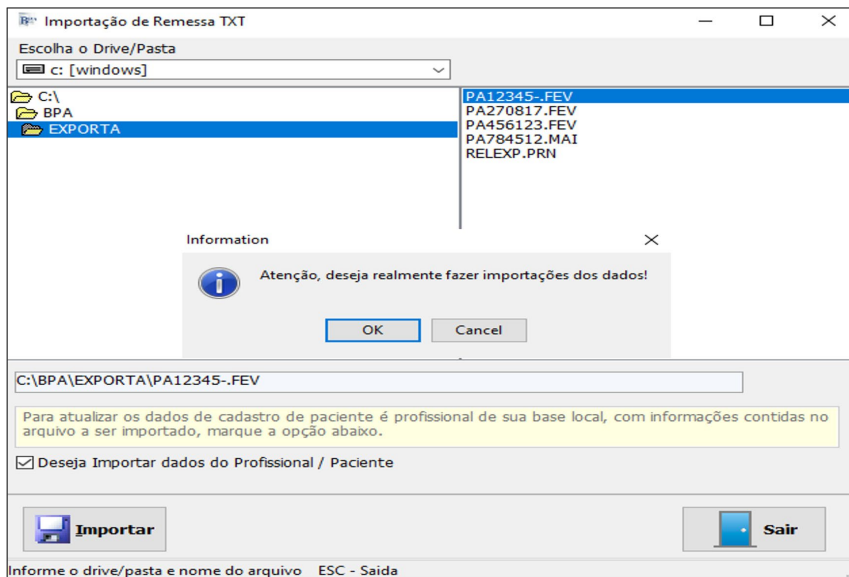 Importação de Remessa TXT
Escolha o Drive/Pasta
c: [windows]
C:\
BPA
EXPORTA
PA12345-.FEV
PA270817.FEV
PA456123.FEV
PA784512.MAI
RELEXP.PRN
Information
Atenção, deseja realmente fazer importações dos dados!
OK
Cancel
C:\BPA\EXPORTA\PA12345-.FEV
Para atualizar os dados de cadastro de paciente é profissional de sua base local, com informações contidas no
arquivo a ser importado, marque a opção abaixo.
Deseja Importar dados do Profissional / Paciente
Importar
Sair
Informe o drive/pasta e nome do arquivo ESC - Saida